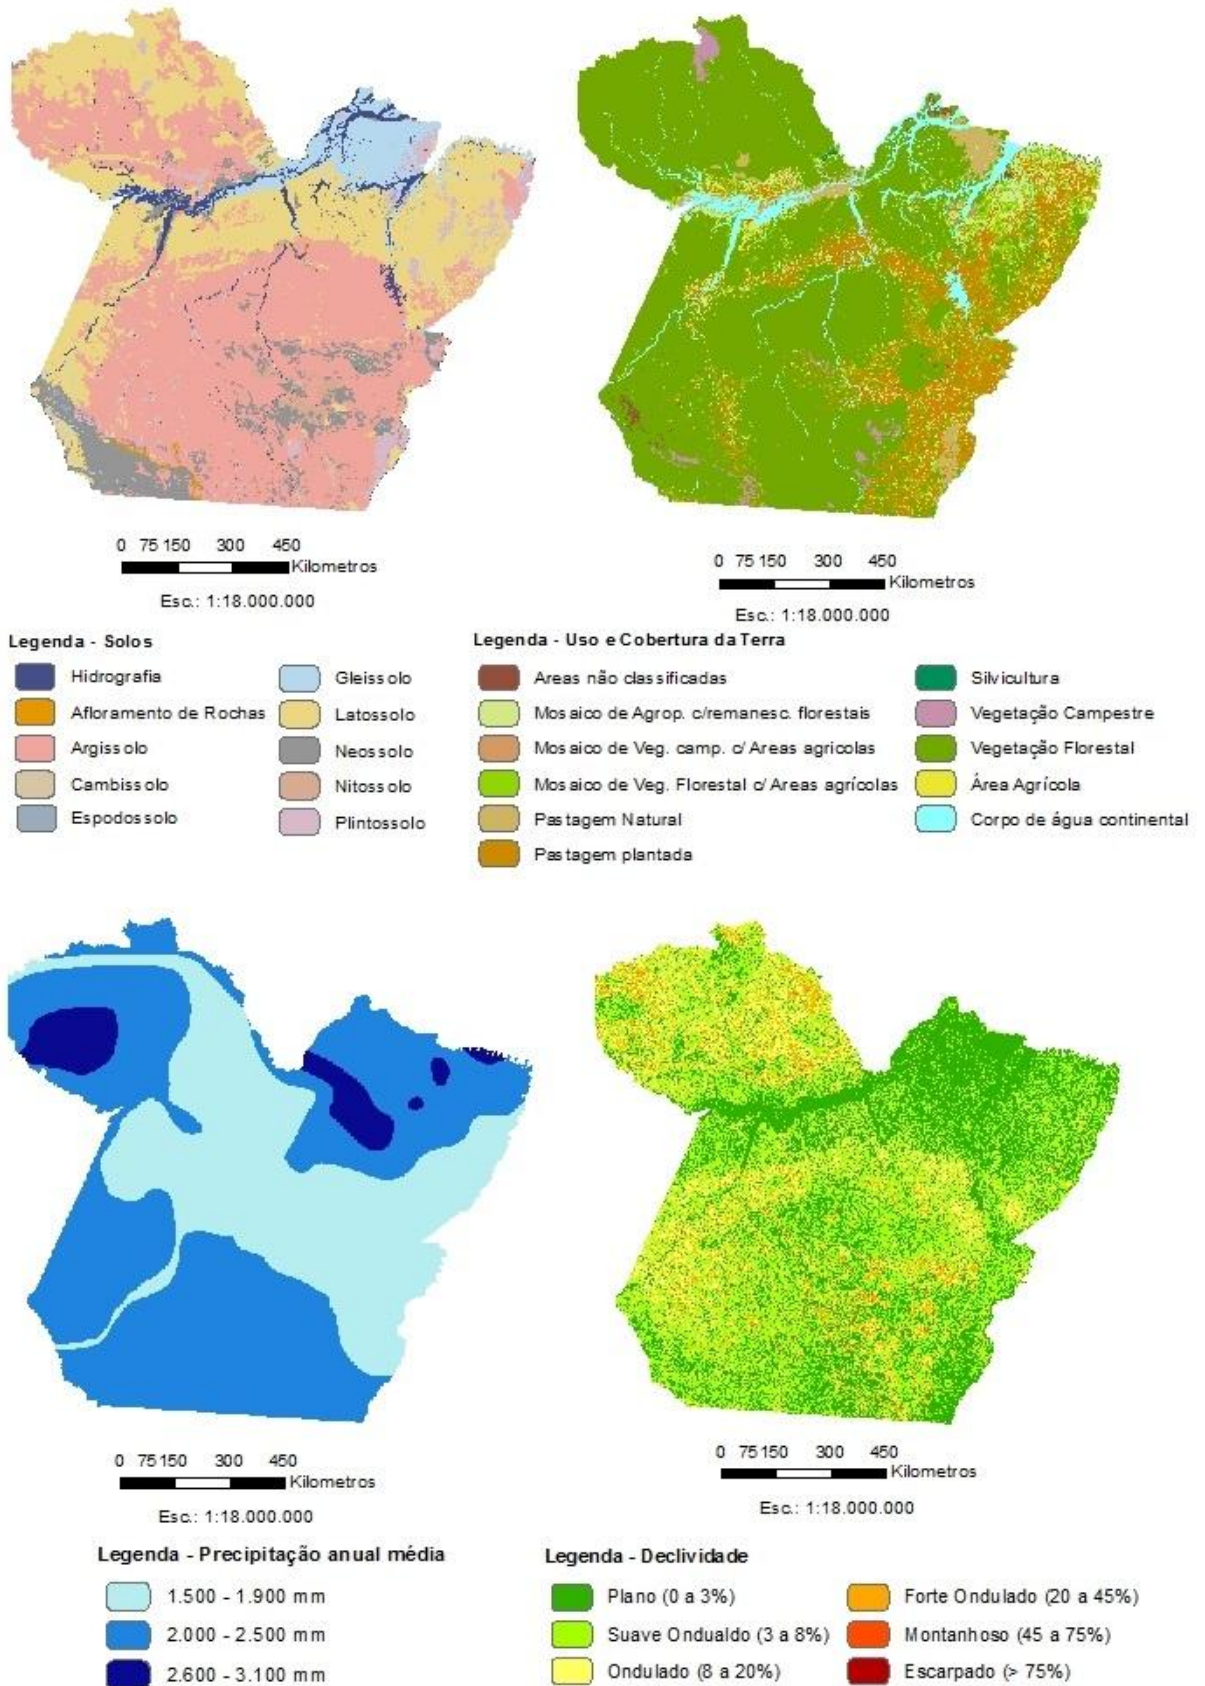 0 75 150 300 450
Kilometros
Esc.: 1:18.000.000
0 75 150 300 450
Kilometros
Esc.: 1:18.000.000
Legenda - Solos
Hidrografia
Afloramento de Rochas
Argissolo
Cambissolo
Espodossolo
Gleissolo
Latossolo
Neossolo
Nitossolo
Plintossolo
Legenda - Uso e Cobertura da Terra
Areas não classificadas
Mosaico de Agrop. c/remanesc. florestais
Mosaico de Veg. camp. c/ Areas agricolas
Mosaico de Veg. Florestal c/ Areas agrícolas
Pastagem Natural
Pastagem plantada
Silvicultura
Vegetação Campestre
Vegetação Florestal
Área Agrícola
Corpo de água continental
0 75 150 300 450
Kilometros
Esc.: 1:18.000.000
0 75 150 300 450
Kilometros
Esc.: 1:18.000.000
Legenda - Precipitação anual média
1.500 - 1.900 mm
2.000 - 2.500 mm
2.600 - 3.100 mm
Legenda - Declividade
Plano (0 a 3%)
Suave Ondualdo (3 a 8%)
Ondulado (8 a 20%)
Forte Ondulado (20 a 45%)
Montanhoso (45 a 75%)
Escarpado (> 75%)